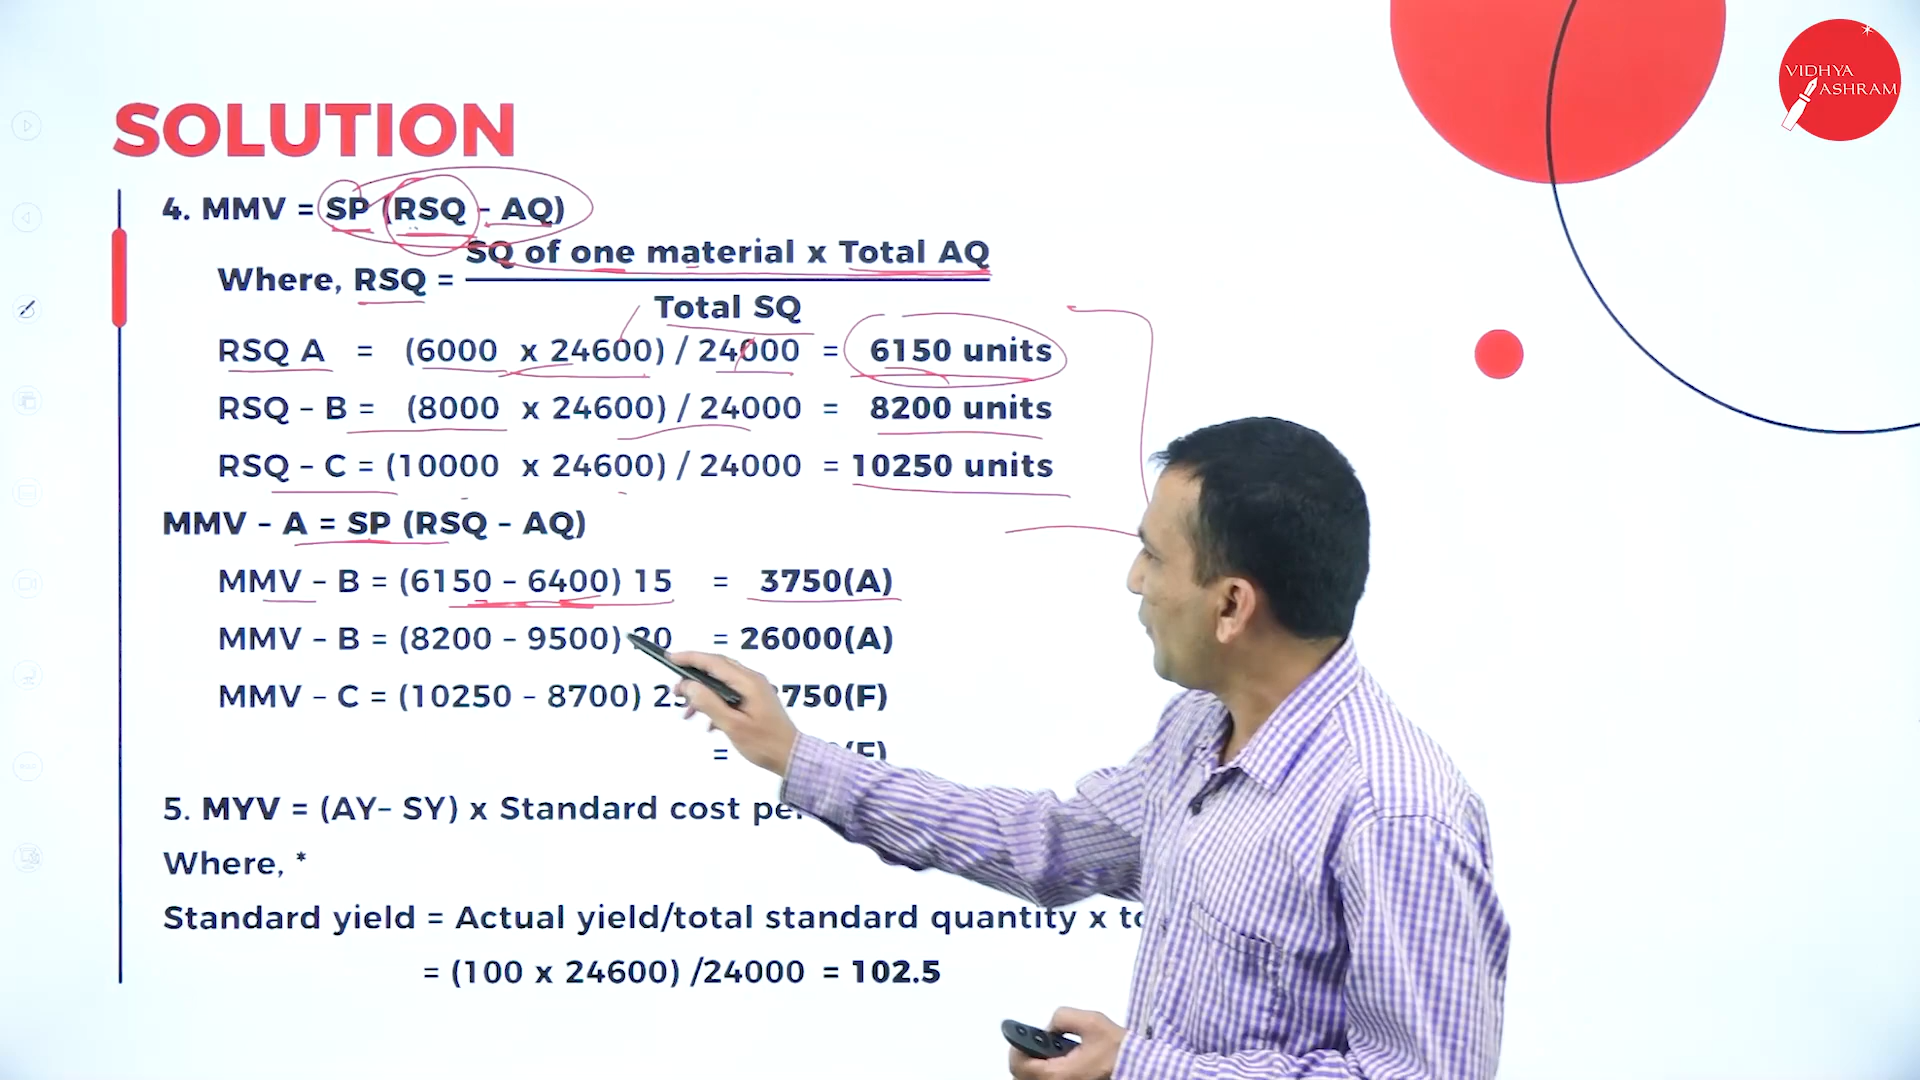 VIDHYA
ASHRAM
SOLUTION
4. MMV = SP (RSQ - AQ)
SQ of one material x Total AQ
Where, RSQ =
Total SQ
RSQ A = (6000 x 24600) / 24000 = 6150 units
RSQ – B = (8000 x 24600) / 24000 = 8200 units
RSQ – C = (10000 x 24600) / 24000 = 10250 units
MMV – A = SP (RSQ – AQ)
MMV – B = (6150 – 6400) 15 = 3750(A)
MMV – B = (8200 – 9500) 20 = 26000(A)
MMV – C = (10250 – 8700) 750(F)
= (F)
5. MYV = (AY– SY) x Standard cost
Where, *
Standard yield = Actual yield/total standard quantity x
= (100 x 24600) /24000 = 102.5